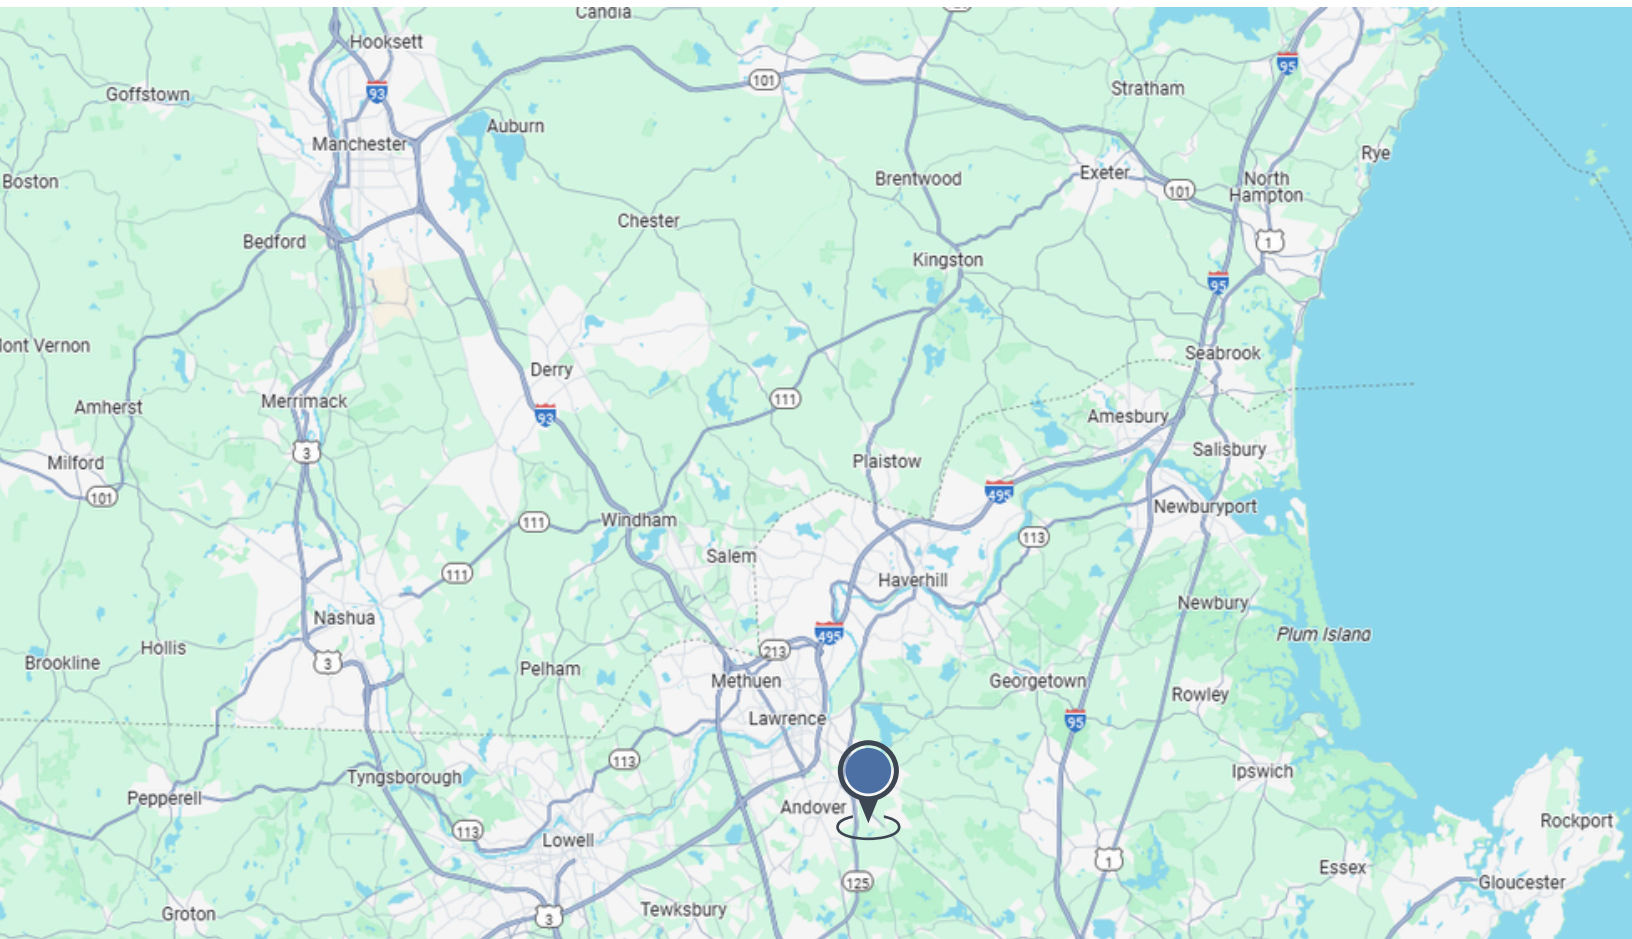 Candia
Hooksett
95
93
Goffstown
101
Stratham
Auburn
Manchester
Rye
Boston
Brentwood
Exeter
North
Hampton
101
Chester
Bedford
1
Kingston
95
ont Vernon
Seabrook
Derry
Merrimack
Amherst
111
93
Amesbury
3
Salisbury
Milford
Plaistow
101
495
Newburyport
111
Windham
113
Salem
111
Haverhill
Newbury
Nashua
495
Plum Island
Hollis
213
3
Brookline
Pelham
Methuen
Georgetown
Rowley
Lawrence
95
113
Ipswich
Tyngsborough
Pepperell
Andover
Rockport
113
Lowell
1
Essex
125
Gloucester
Groton
Tewksbury
3